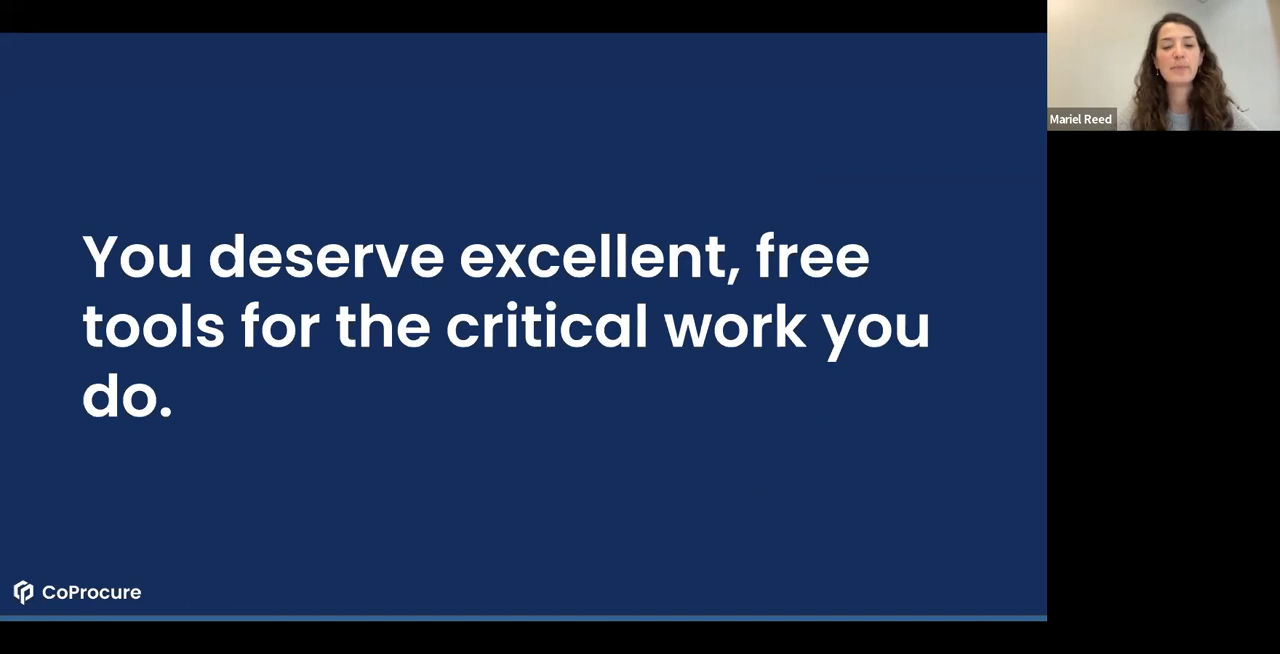 You deserve excellent, free
tools for the critical work you
do.
CoProcure
Mariel Reed